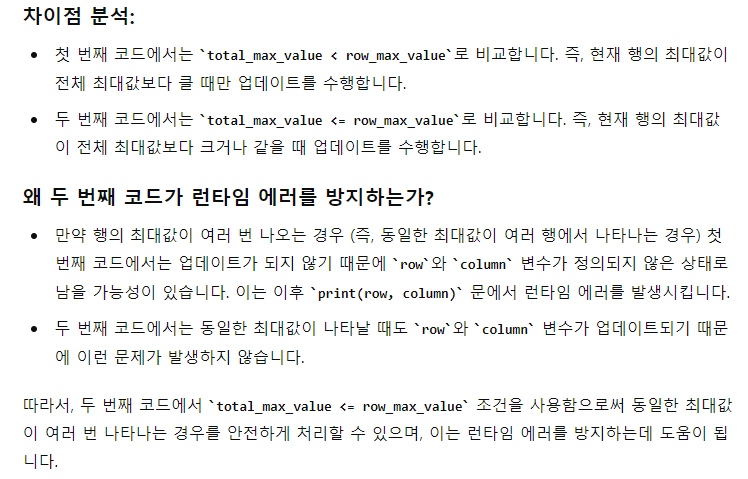 차이점 분석:
• 첫 번째 코드에서는 `total_max_value < row_max_value`로 비교합니다. 즉, 현재 행의 최대값이
전체 최대값보다 클 때만 업데이트를 수행합니다.
• 두 번째 코드에서는 `total_max_value <= row_max_value`로 비교합니다. 즉, 현재 행의 최대값
이 전체 최대값보다 크거나 같을 때 업데이트를 수행합니다.
왜 두 번째 코드가 런타임 에러를 방지하는가?
• 만약 행의 최대값이 여러 번 나오는 경우 (즉, 동일한 최대값이 여러 행에서 나타나는 경우) 첫
번째 코드에서는 업데이트가 되지 않기 때문에 `row`와 `column` 변수가 정의되지 않은 상태로
남을 가능성이 있습니다. 이는 이후 `print(row, column)` 문에서 런타임 에러를 발생시킵니다.
• 두 번째 코드에서는 동일한 최대값이 나타날 때도 `row`와 `column` 변수가 업데이트되기 때문
에 이런 문제가 발생하지 않습니다.
따라서, 두 번째 코드에서 `total_max_value <= row_max_value` 조건을 사용함으로써 동일한 최대값
이 여러 번 나타나는 경우를 안전하게 처리할 수 있으며, 이는 런타임 에러를 방지하는데 도움이 됩
니다.